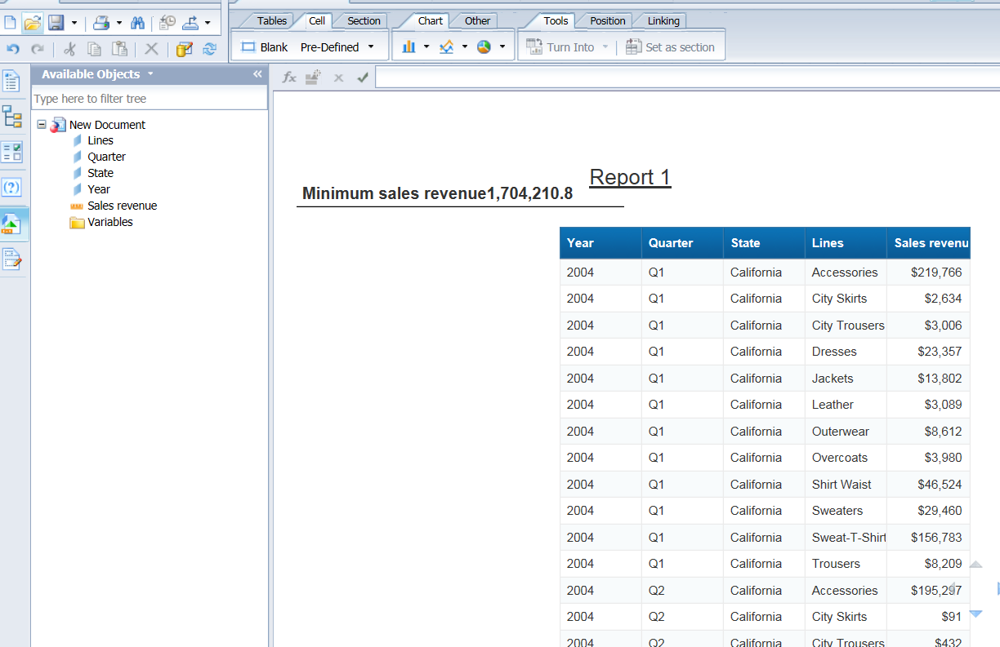 Tables Cell Section Chart Other Tools Position Linking
Blank Pre-Defined Turn Into Set as section
Available Objects
Type here to filter tree
New Document
Lines
Quarter
State
Year
Sales revenue
Variables
fx
Report 1
Minimum sales revenue1,704,210.8
Year Quarter State Lines Sales revenu
2004 Q1 California Accessories $219,766
2004 Q1 California City Skirts $2,634
2004 Q1 California City Trousers $3,006
2004 Q1 California Dresses $23,357
2004 Q1 California Jackets $13,802
2004 Q1 California Leather $3,089
2004 Q1 California Outerwear $8,612
2004 Q1 California Overcoats $3,980
2004 Q1 California Shirt Waist $46,524
2004 Q1 California Sweaters $29,460
2004 Q1 California Sweat-T-Shirt $156,783
2004 Q1 California Trousers $8,209
2004 Q2 California Accessories $195,297
2004 Q2 California City Skirts $91
2004 Q2 California City Trousers $432